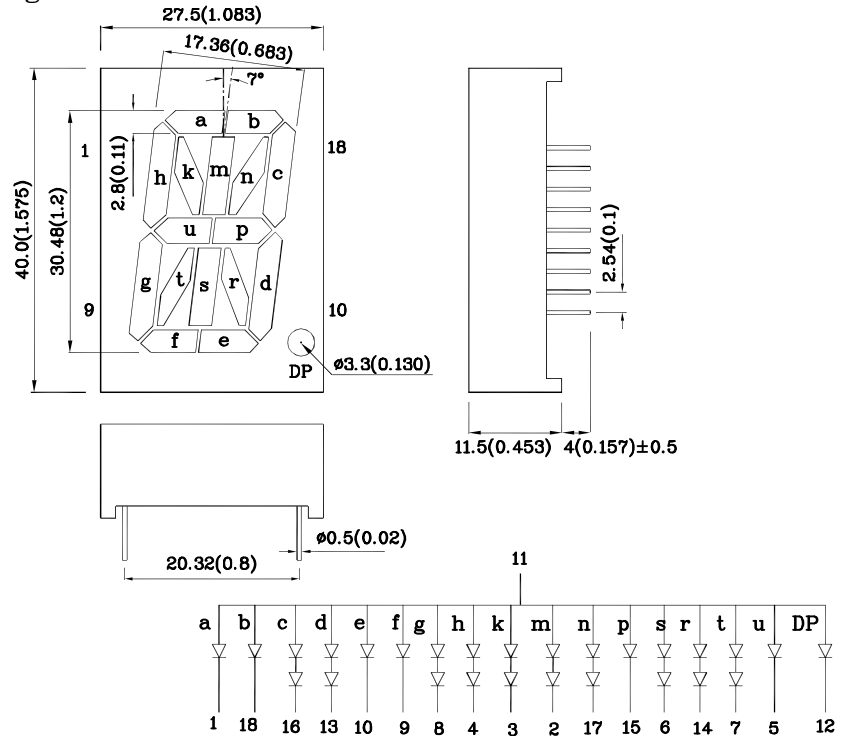 27.5(1.083)
17.36(0.683)
7°
a b
1 18
2.8(0.11)
h k m n c
40.0(1.575)
30.48(1.2)
u p
2.54(0.1)
g t s r d
9 10
f e
DP
ø3.3(0.130)
11.5(0.453) 4(0.157)±0.5
ø0.5(0.02)
20.32(0.8)
11
a b c d e f g h k m n p s r t u DP
1 18 16 13 10 9 8 4 3 2 17 15 6 14 7 5 12